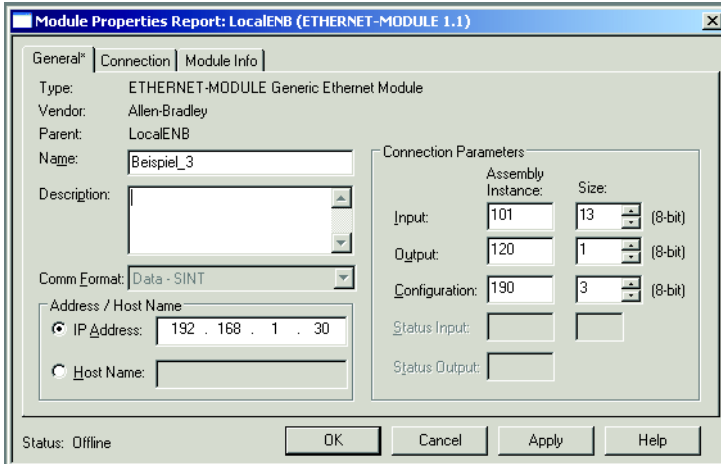 Module Properties Report: LocalENB (ETHERNET-MODULE 1.1)
General* Connection Module Info
Type: ETHERNET-MODULE Generic Ethernet Module
Vendor: Allen-Bradley
Parent: LocalENB
Name: Beispiel_3
Description:
Comm Format: Data - SINT
Address / Host Name
IP Address: 192 . 168 . 1 . 30
Host Name:
Connection Parameters
Assembly Instance: Size:
Input: 101 13 (8-bit)
Output: 120 1 (8-bit)
Configuration: 190 3 (8-bit)
Status Input:
Status Output:
Status: Offline OK Cancel Apply Help